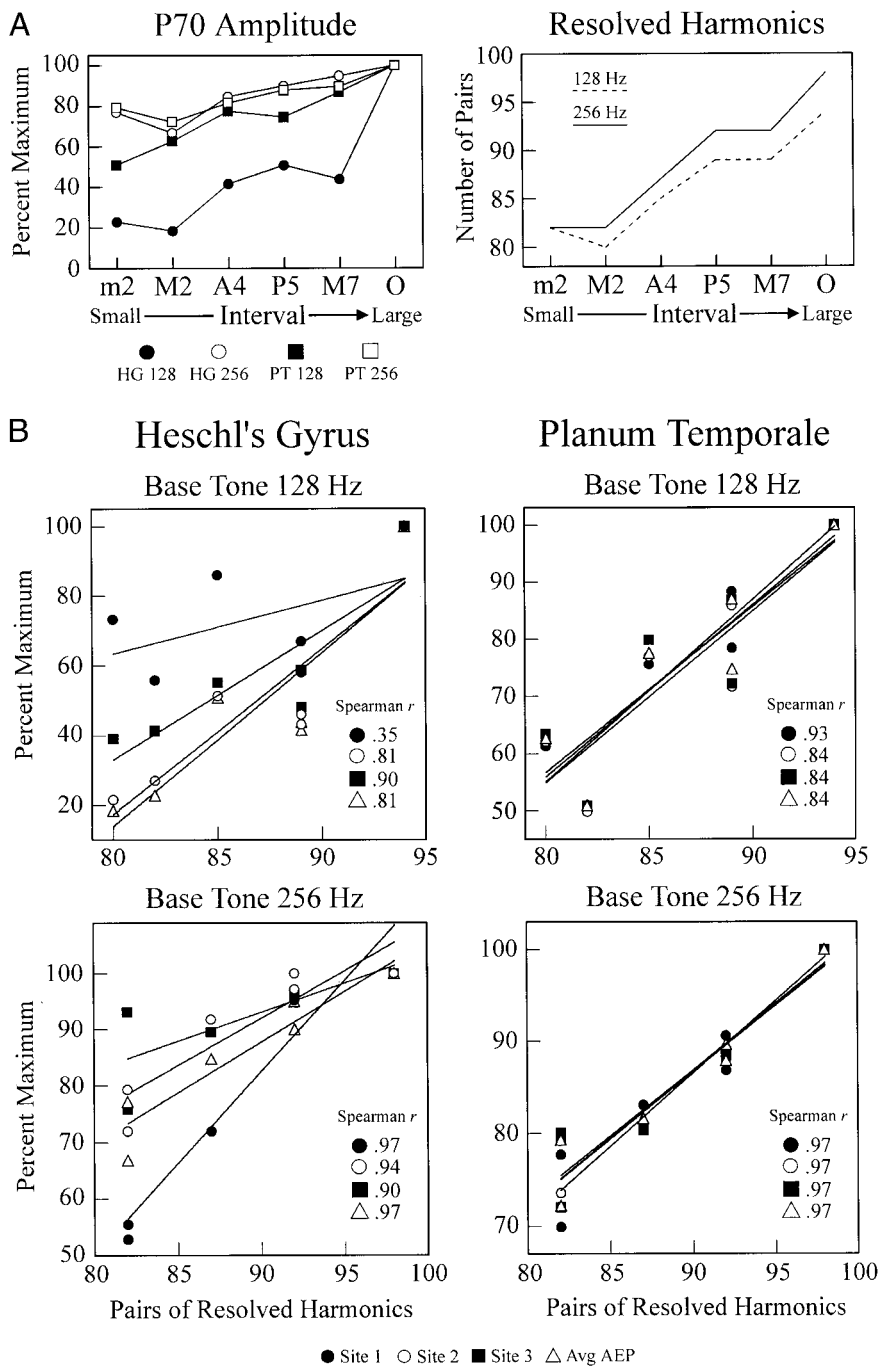 A
P70 Amplitude
Percent Maximum
100
80
60
40
20
0
m2 M2 A4 P5 M7 O
Small Interval Large
HG 128 HG 256 PT 128 PT 256
Resolved Harmonics
Number of Pairs
100
95
90
85
80
128 Hz
256 Hz
m2 M2 A4 P5 M7 O
Small Interval Large
B
Heschl's Gyrus
Base Tone 128 Hz
Percent Maximum
100
80
60
40
20
Spearman r
.35
.81
.90
.81
80 85 90 95
Planum Temporale
Base Tone 128 Hz
100
90
80
70
60
50
Spearman r
.93
.84
.84
.84
80 85 90 95
Base Tone 256 Hz
Percent Maximum
100
90
80
70
60
50
Spearman r
.97
.94
.90
.97
80 85 90 95 100
Pairs of Resolved Harmonics
Base Tone 256 Hz
100
90
80
70
Spearman r
.97
.97
.97
.97
80 85 90 95 100
Pairs of Resolved Harmonics
Site 1 Site 2 Site 3 Avg AEP